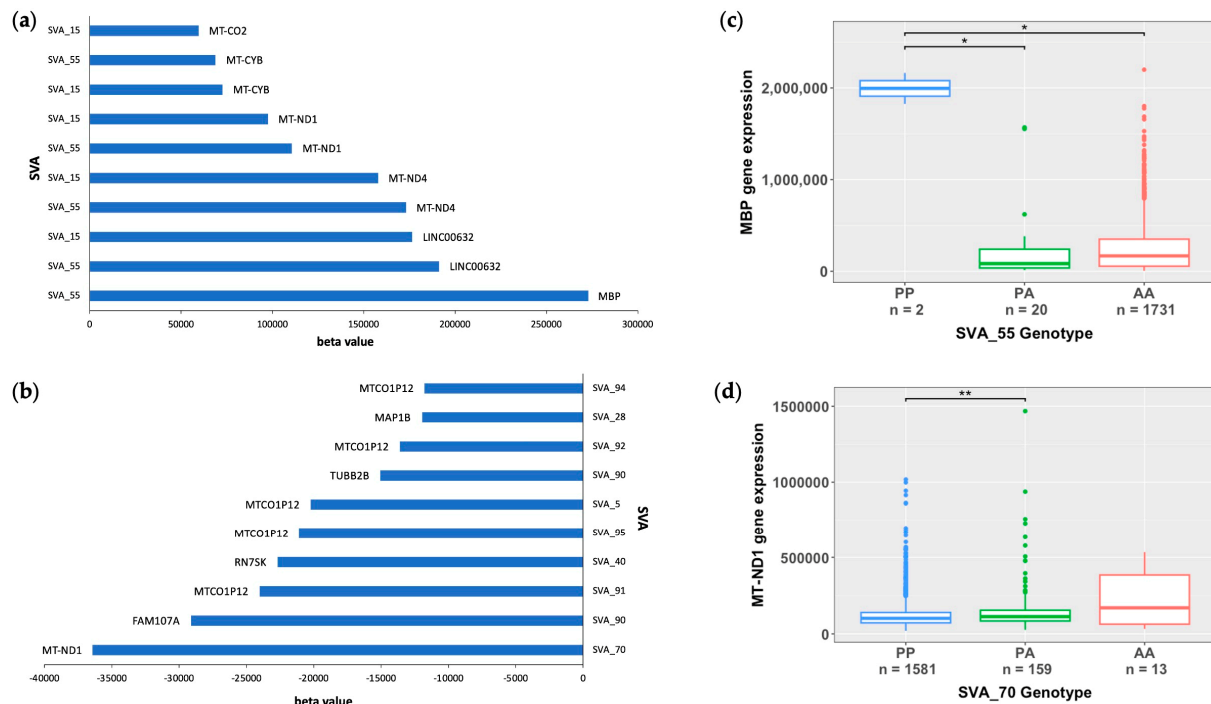 (a)
SVA
SVA_15 MT-CO2
SVA_55 MT-CYB
SVA_15 MT-CYB
SVA_15 MT-ND1
SVA_55 MT-ND1
SVA_15 MT-ND4
SVA_55 MT-ND4
SVA_15 LINC00632
SVA_55 LINC00632
SVA_55 MBP
0 50000 100000 150000 200000 250000 300000
beta value
(b)
MTCO1P12 SVA_94
MAP1B SVA_28
MTCO1P12 SVA_92
TUBB2B SVA_90
MTCO1P12 SVA_5
MTCO1P12 SVA_95
RN7SK SVA_40
MTCO1P12 SVA_91
FAM107A SVA_90
MT-ND1 SVA_70
SVA
-40000 -35000 -30000 -25000 -20000 -15000 -10000 -5000 0
beta value
(c)
MBP gene expression
*
*
2,000,000
1,000,000
0
PP PA AA
n = 2 n = 20 n = 1731
SVA_55 Genotype
(d)
MT-ND1 gene expression
**
1500000
1000000
500000
0
PP PA AA
n = 1581 n = 159 n = 13
SVA_70 Genotype